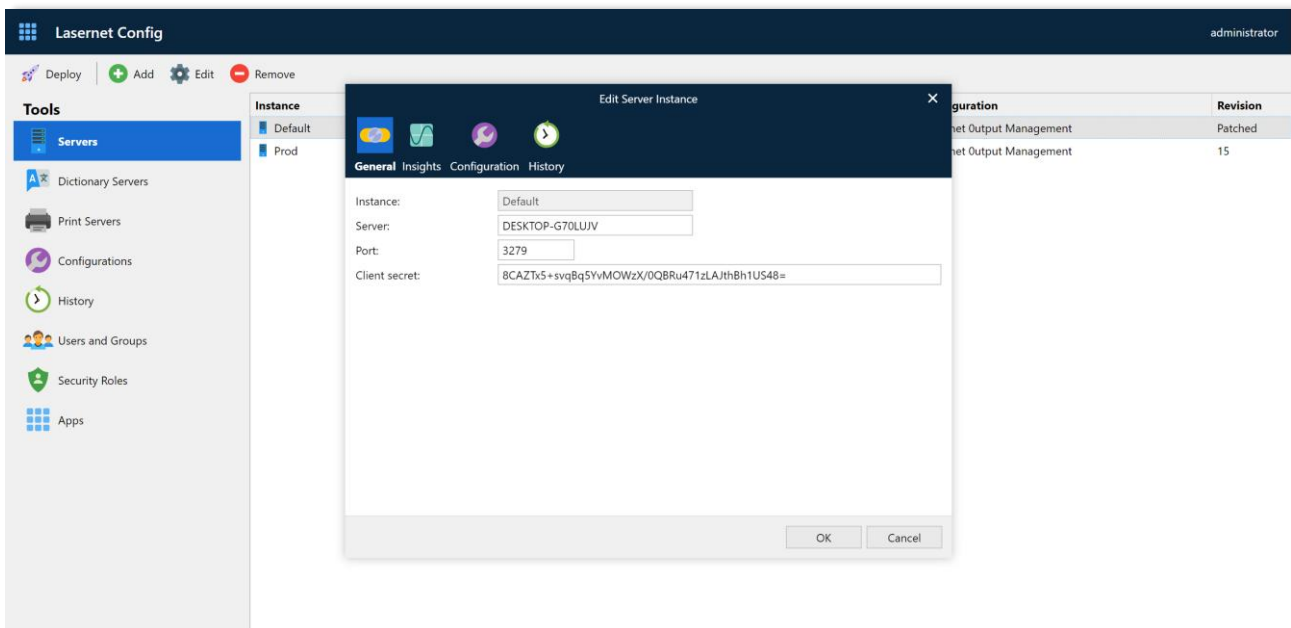 Lasernet Config
administrator
Deploy
Add
Edit
Remove
Tools
Servers
Dictionary Servers
Print Servers
Configurations
History
Users and Groups
Security Roles
Apps
Instance
Default
Prod
guration
Revision
net Output Management
Patched
net Output Management
15
Edit Server Instance
General Insights Configuration History
Instance: Default
Server: DESKTOP-G70LUJV
Port: 3279
Client secret: 8CAZTx5+svqBq5YvMOWzX/0QBRu471zLAJthBh1US48=
OK
Cancel